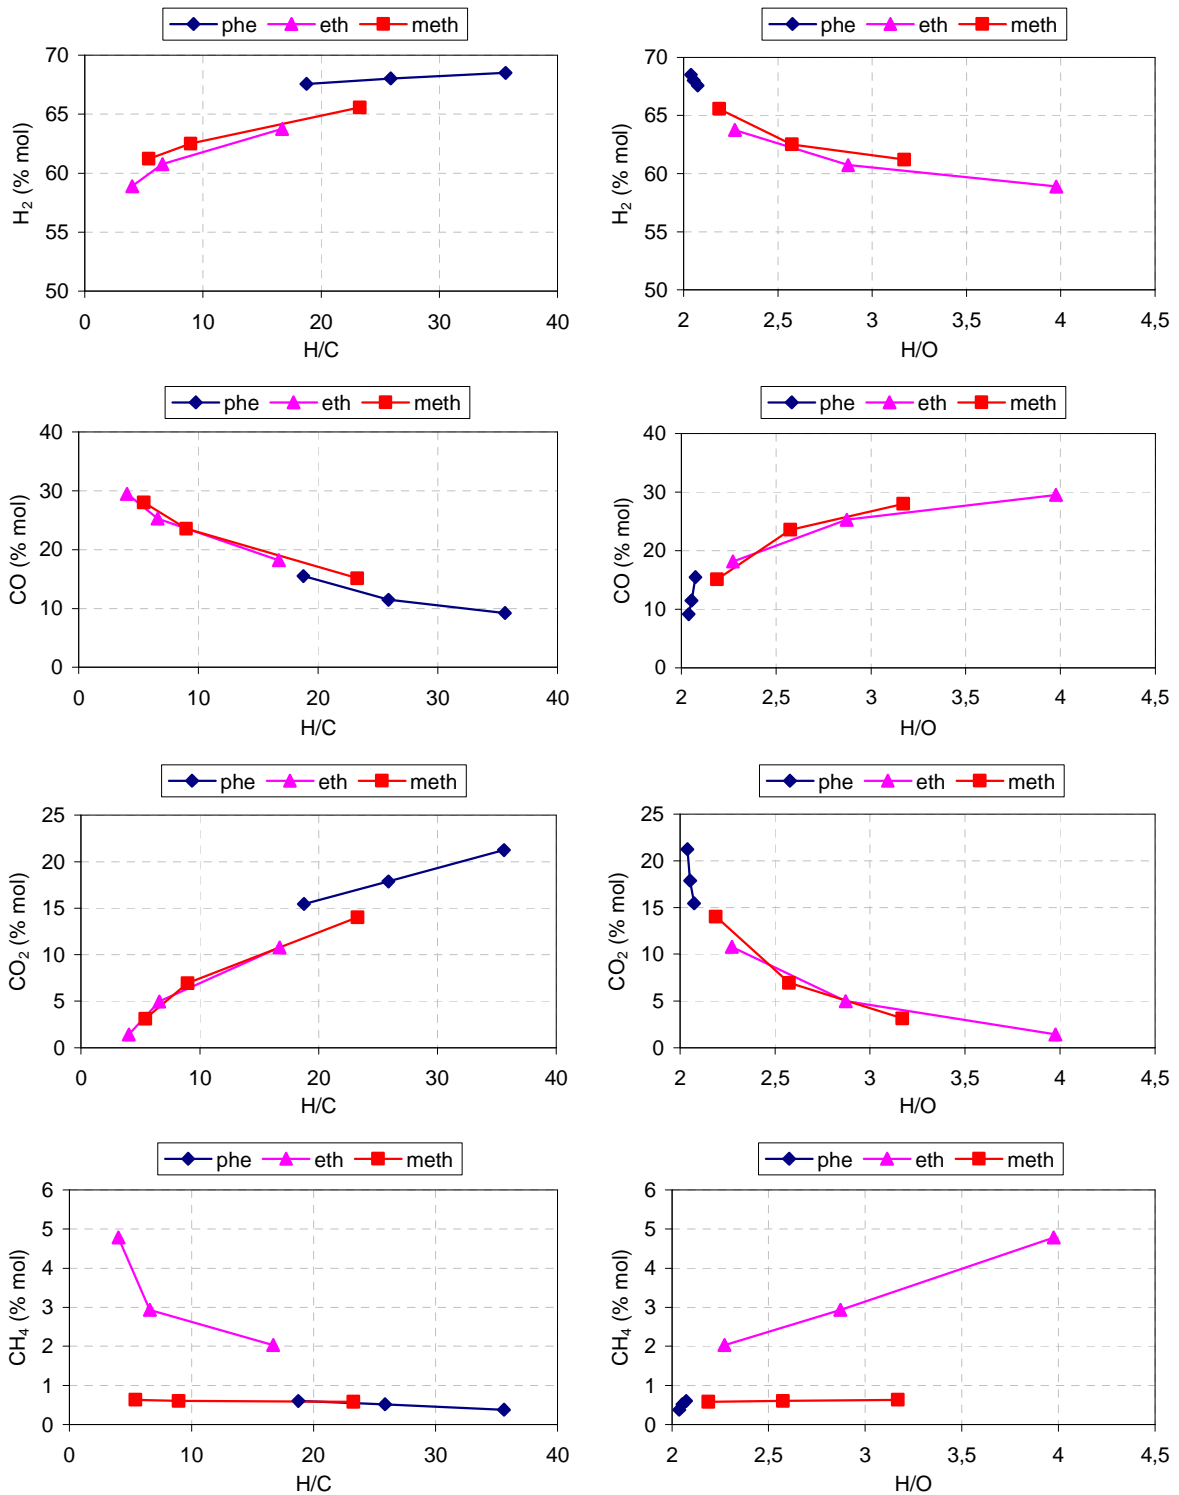 phe eth meth
70
65
60
55
50
H2 (% mol)
0 10 20 30 40
H/C
phe eth meth
70
65
60
55
50
H2 (% mol)
2 2,5 3 3,5 4 4,5
H/O
phe eth meth
40
30
20
10
0
CO (% mol)
0 10 20 30 40
H/C
phe eth meth
40
30
20
10
0
CO (% mol)
2 2,5 3 3,5 4 4,5
H/O
phe eth meth
25
20
15
10
5
0
CO2 (% mol)
0 10 20 30 40
H/C
phe eth meth
25
20
15
10
5
0
CO2 (% mol)
2 2,5 3 3,5 4 4,5
H/O
phe eth meth
6
5
4
3
2
1
0
CH4 (% mol)
0 10 20 30 40
H/C
phe eth meth
6
5
4
3
2
1
0
CH4 (% mol)
2 2,5 3 3,5 4 4,5
H/O